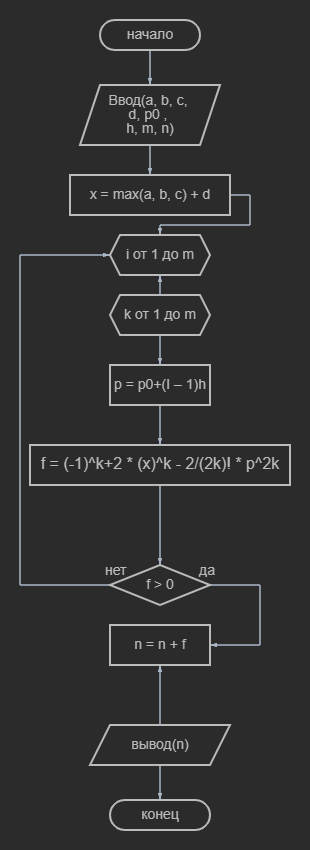 начало
Ввод(a, b, c,
d, p0 ,
h, m, n)
x = max(a, b, c) + d
i от 1 до m
k от 1 до m
p = p0+(I – 1)h
f = (-1)^k+2 * (x)^k - 2/(2k)! * p^2k
нет
да
f > 0
n = n + f
вывод(n)
конец